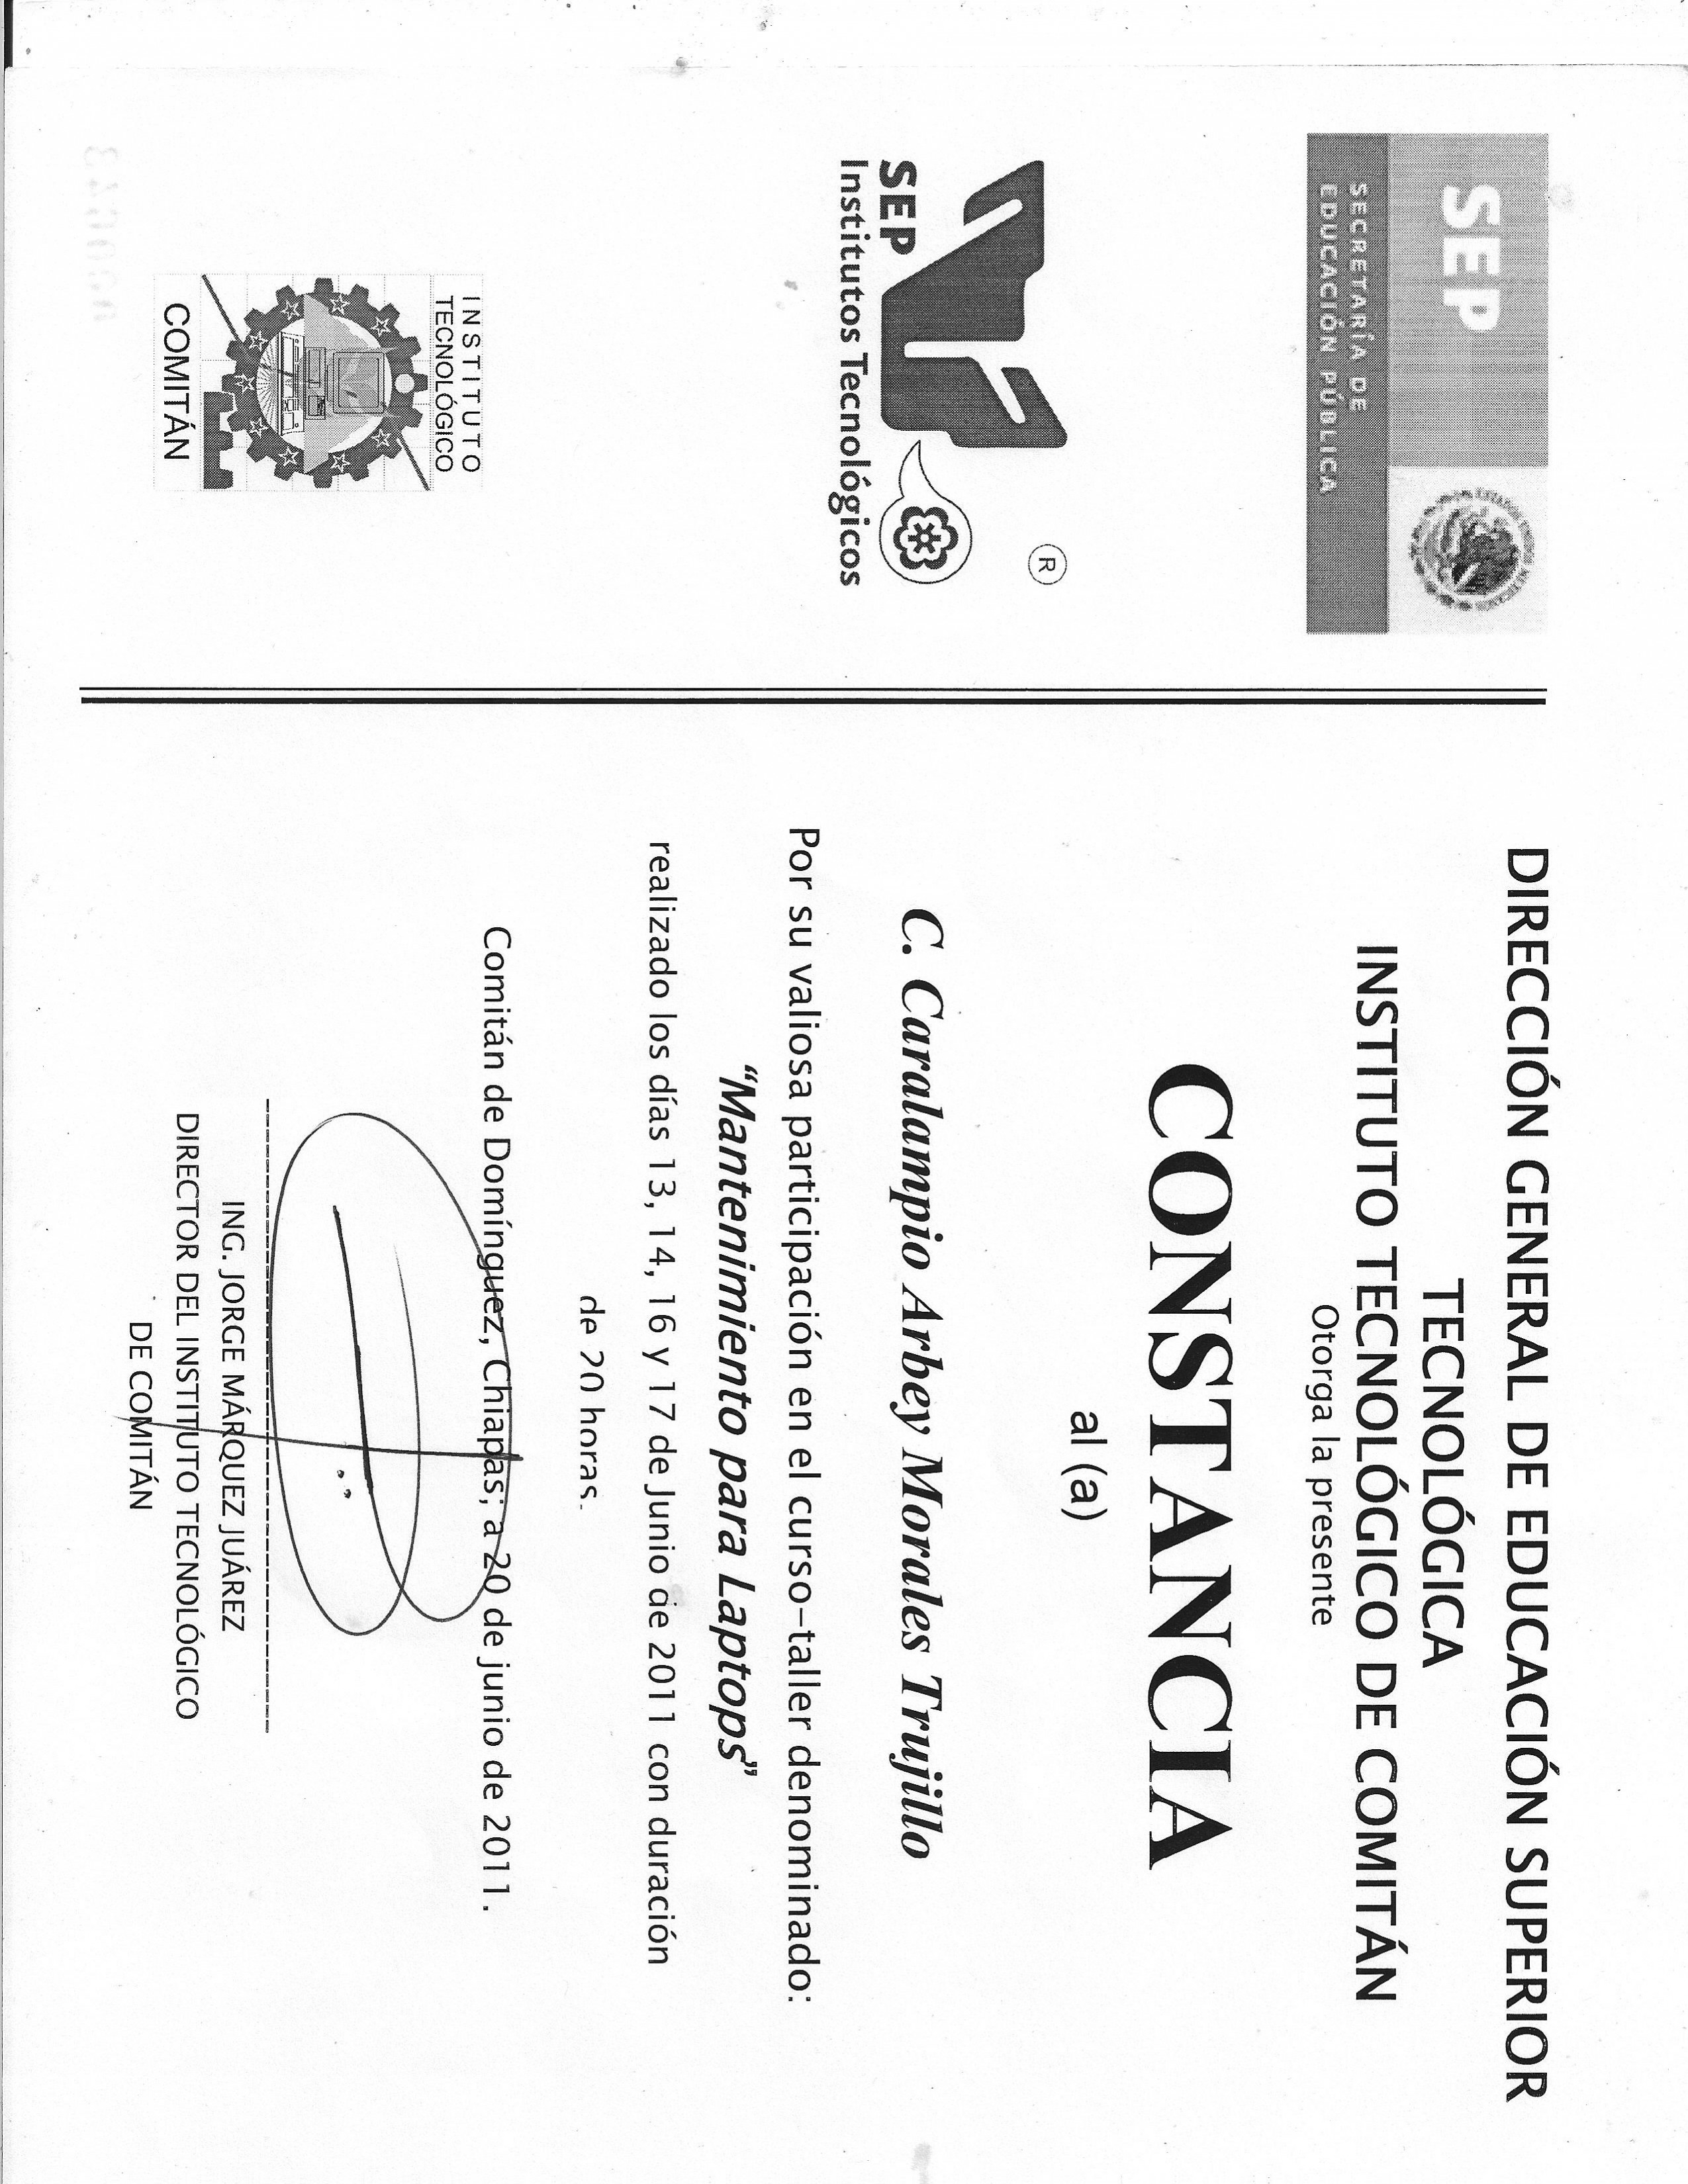 SEP
SECRETARÍA DE
EDUCACIÓN PÚBLICA
SEP
Institutos Tecnológicos
®
INSTITUTO
TECNOLÓGICO
COMITÁN
DIRECCIÓN GENERAL DE EDUCACIÓN SUPERIOR
TECNOLÓGICA
INSTITUTO TECNOLÓGICO DE COMITÁN
Otorga la presente
CONSTANCIA
al (a)
C. Caralampio Arbey Morales Trujillo
Por su valiosa participación en el curso-taller denominado:
“Mantenimiento para Laptops”
realizado los días 13, 14, 16 y 17 de Junio de 2011 con duración
de 20 horas.
Comitán de Domínguez, Chiapas; a 20 de junio de 2011.
ING. JORGE MÁRQUEZ JUÁREZ
DIRECTOR DEL INSTITUTO TECNOLÓGICO
DE COMITÁN